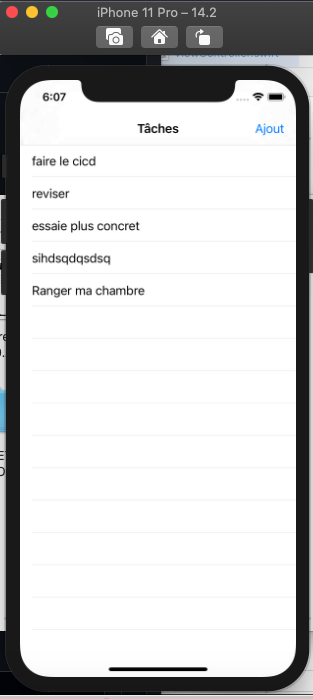 iPhone 11 Pro – 14.2
6:07
Tâches
Ajout
faire le cicd
reviser
essaie plus concret
sihdsqdqsdsq
Ranger ma chambre